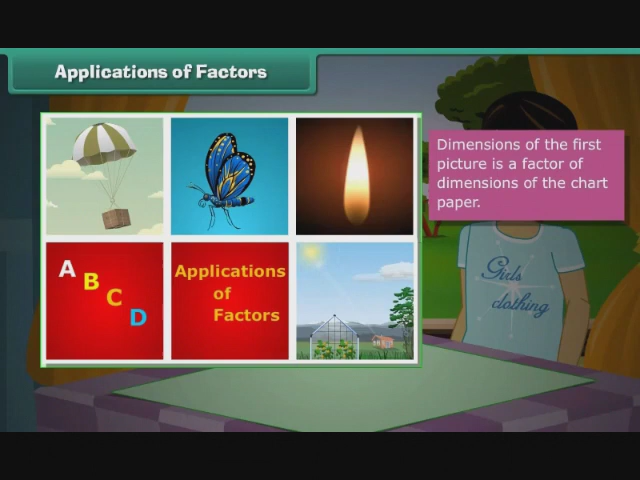 Applications of Factors
Dimensions of the first
picture is a factor of
dimensions of the chart
paper.
A
B
C
D
Applications
of
Factors
Girls
clothing